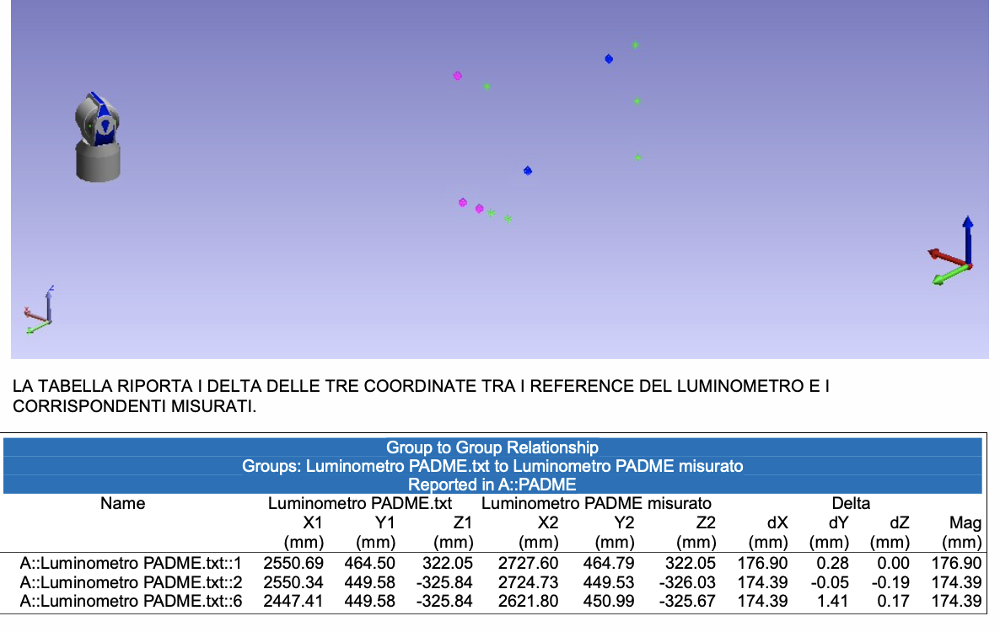 Z
X
LA TABELLA RIPORTA I DELTA DELLE TRE COORDINATE TRA I REFERENCE DEL LUMINOMETRO E I
CORRISPONDENTI MISURATI.
Group to Group Relationship
Groups: Luminometro PADME.txt to Luminometro PADME misurato
Reported in A::PADME
Name Luminometro PADME.txt Luminometro PADME misurato Delta
X1 Y1 Z1 X2 Y2 Z2 dX dY dZ Mag
(mm) (mm) (mm) (mm) (mm) (mm) (mm) (mm) (mm) (mm)
A::Luminometro PADME.txt::1 2550.69 464.50 322.05 2727.60 464.79 322.05 176.90 0.28 0.00 176.90
A::Luminometro PADME.txt::2 2550.34 449.58 -325.84 2724.73 449.53 -326.03 174.39 -0.05 -0.19 174.39
A::Luminometro PADME.txt::6 2447.41 449.58 -325.84 2621.80 450.99 -325.67 174.39 1.41 0.17 174.39